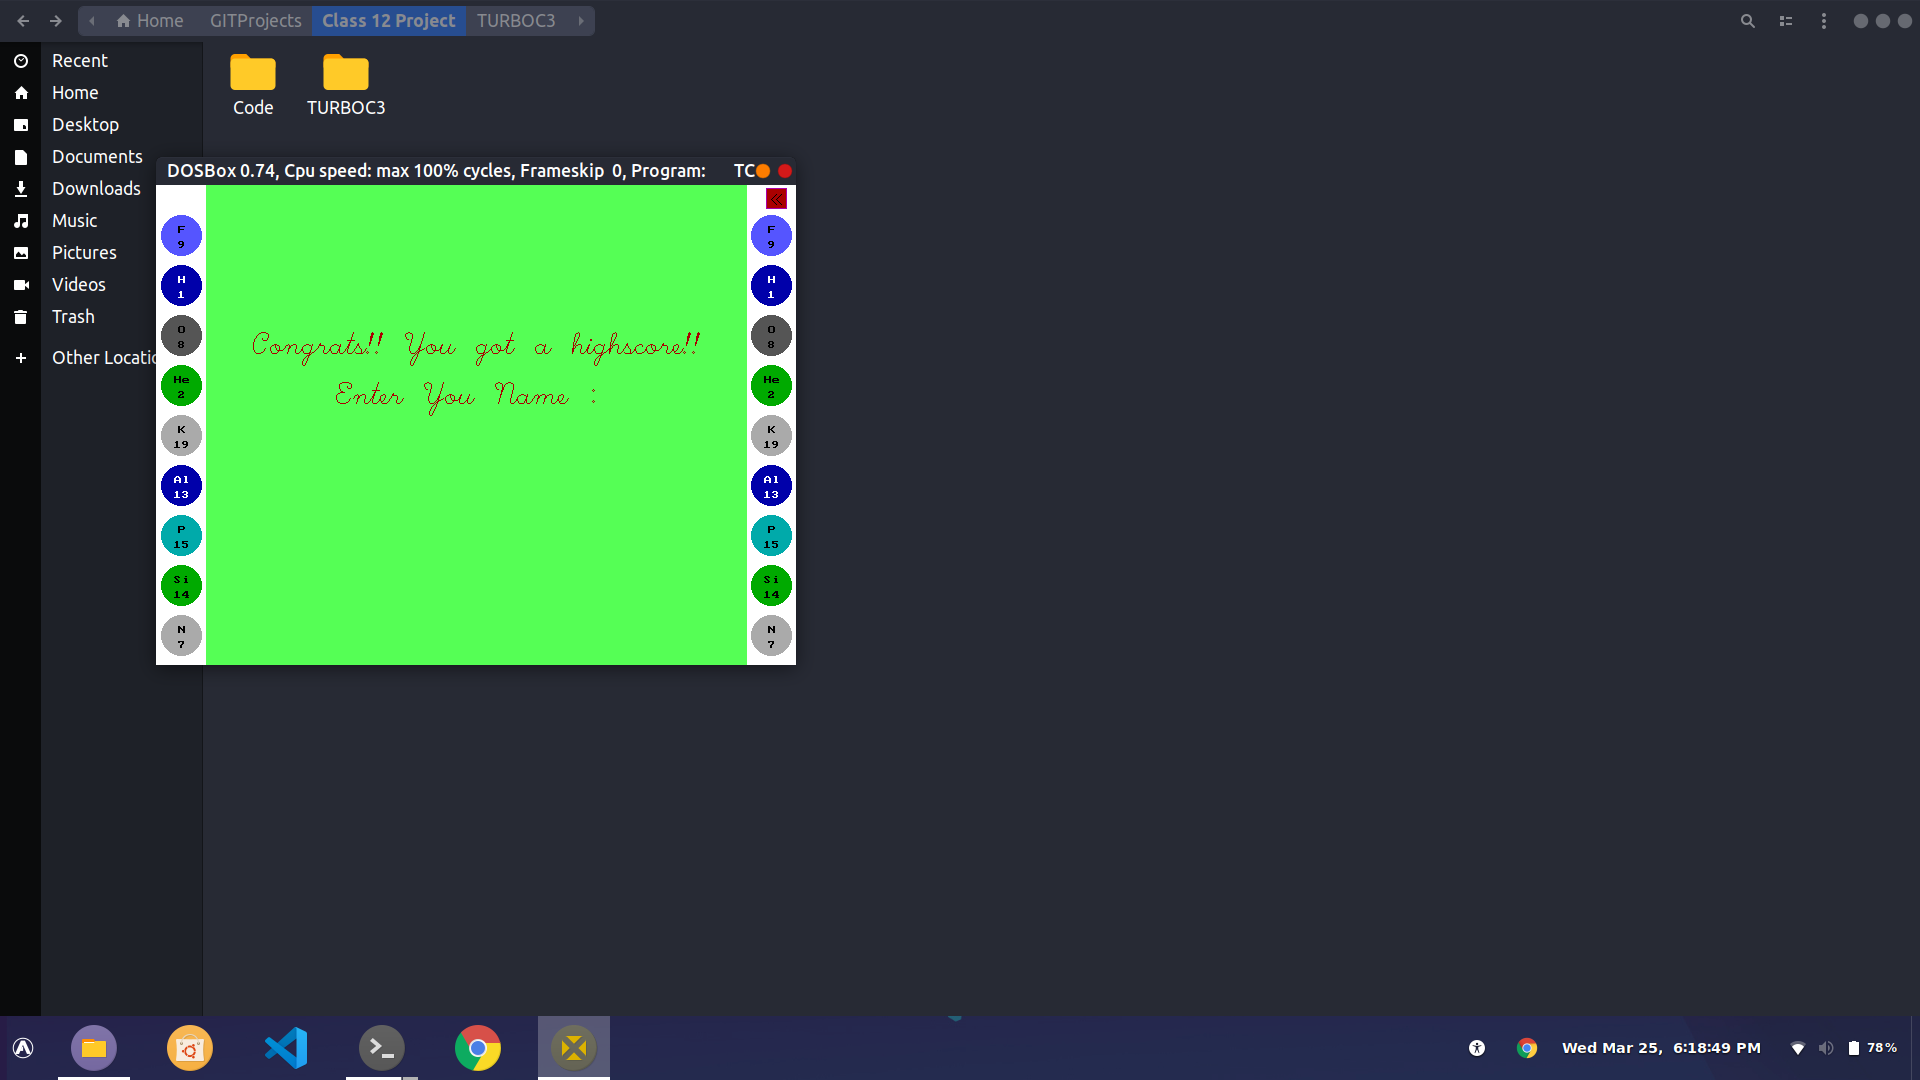 Home GITProjects Class 12 Project TURBOC3
Recent
Home
Desktop
Documents
Downloads
Music
Pictures
Videos
Trash
Other Locatio
Code TURBOC3
DOSBox 0.74, Cpu speed: max 100% cycles, Frameskip 0, Program: TC
F
9
H
1
O
8
He
2
K
19
Al
13
P
15
Si
14
N
7
Congrats!! You got a highscore!!
Enter You Name :
F
9
H
1
O
8
He
2
K
19
Al
13
P
15
Si
14
N
7
Wed Mar 25, 6:18:49 PM 78%